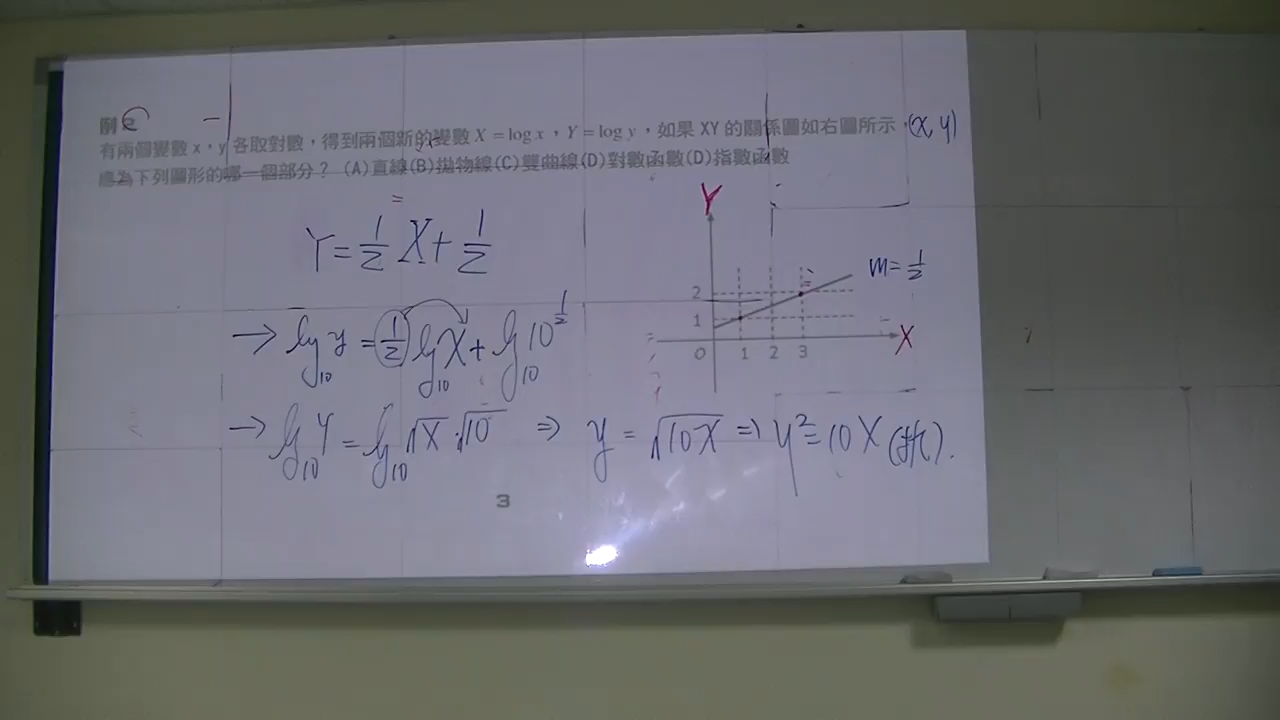 例2
有兩個變數 x，y 各取對數，得到兩個新的變數 X = log x，Y = log y，如果 XY 的關係圖如右圖所示，(x, y)
總為下列圖形的哪一個部分？ (A)直線(B)拋物線(C)雙曲線(D)對數函數(D)指數函數
Y = 1/2 X + 1/2
Y
m = 1/2
2
1
0 1 2 3
X
→ log₁₀ y = 1/2 log₁₀ X + log₁₀ 10^(1/2)
→ log₁₀ y = log₁₀ √X · √10 ⇒ y = √10X ⇒ y² = 10X
3